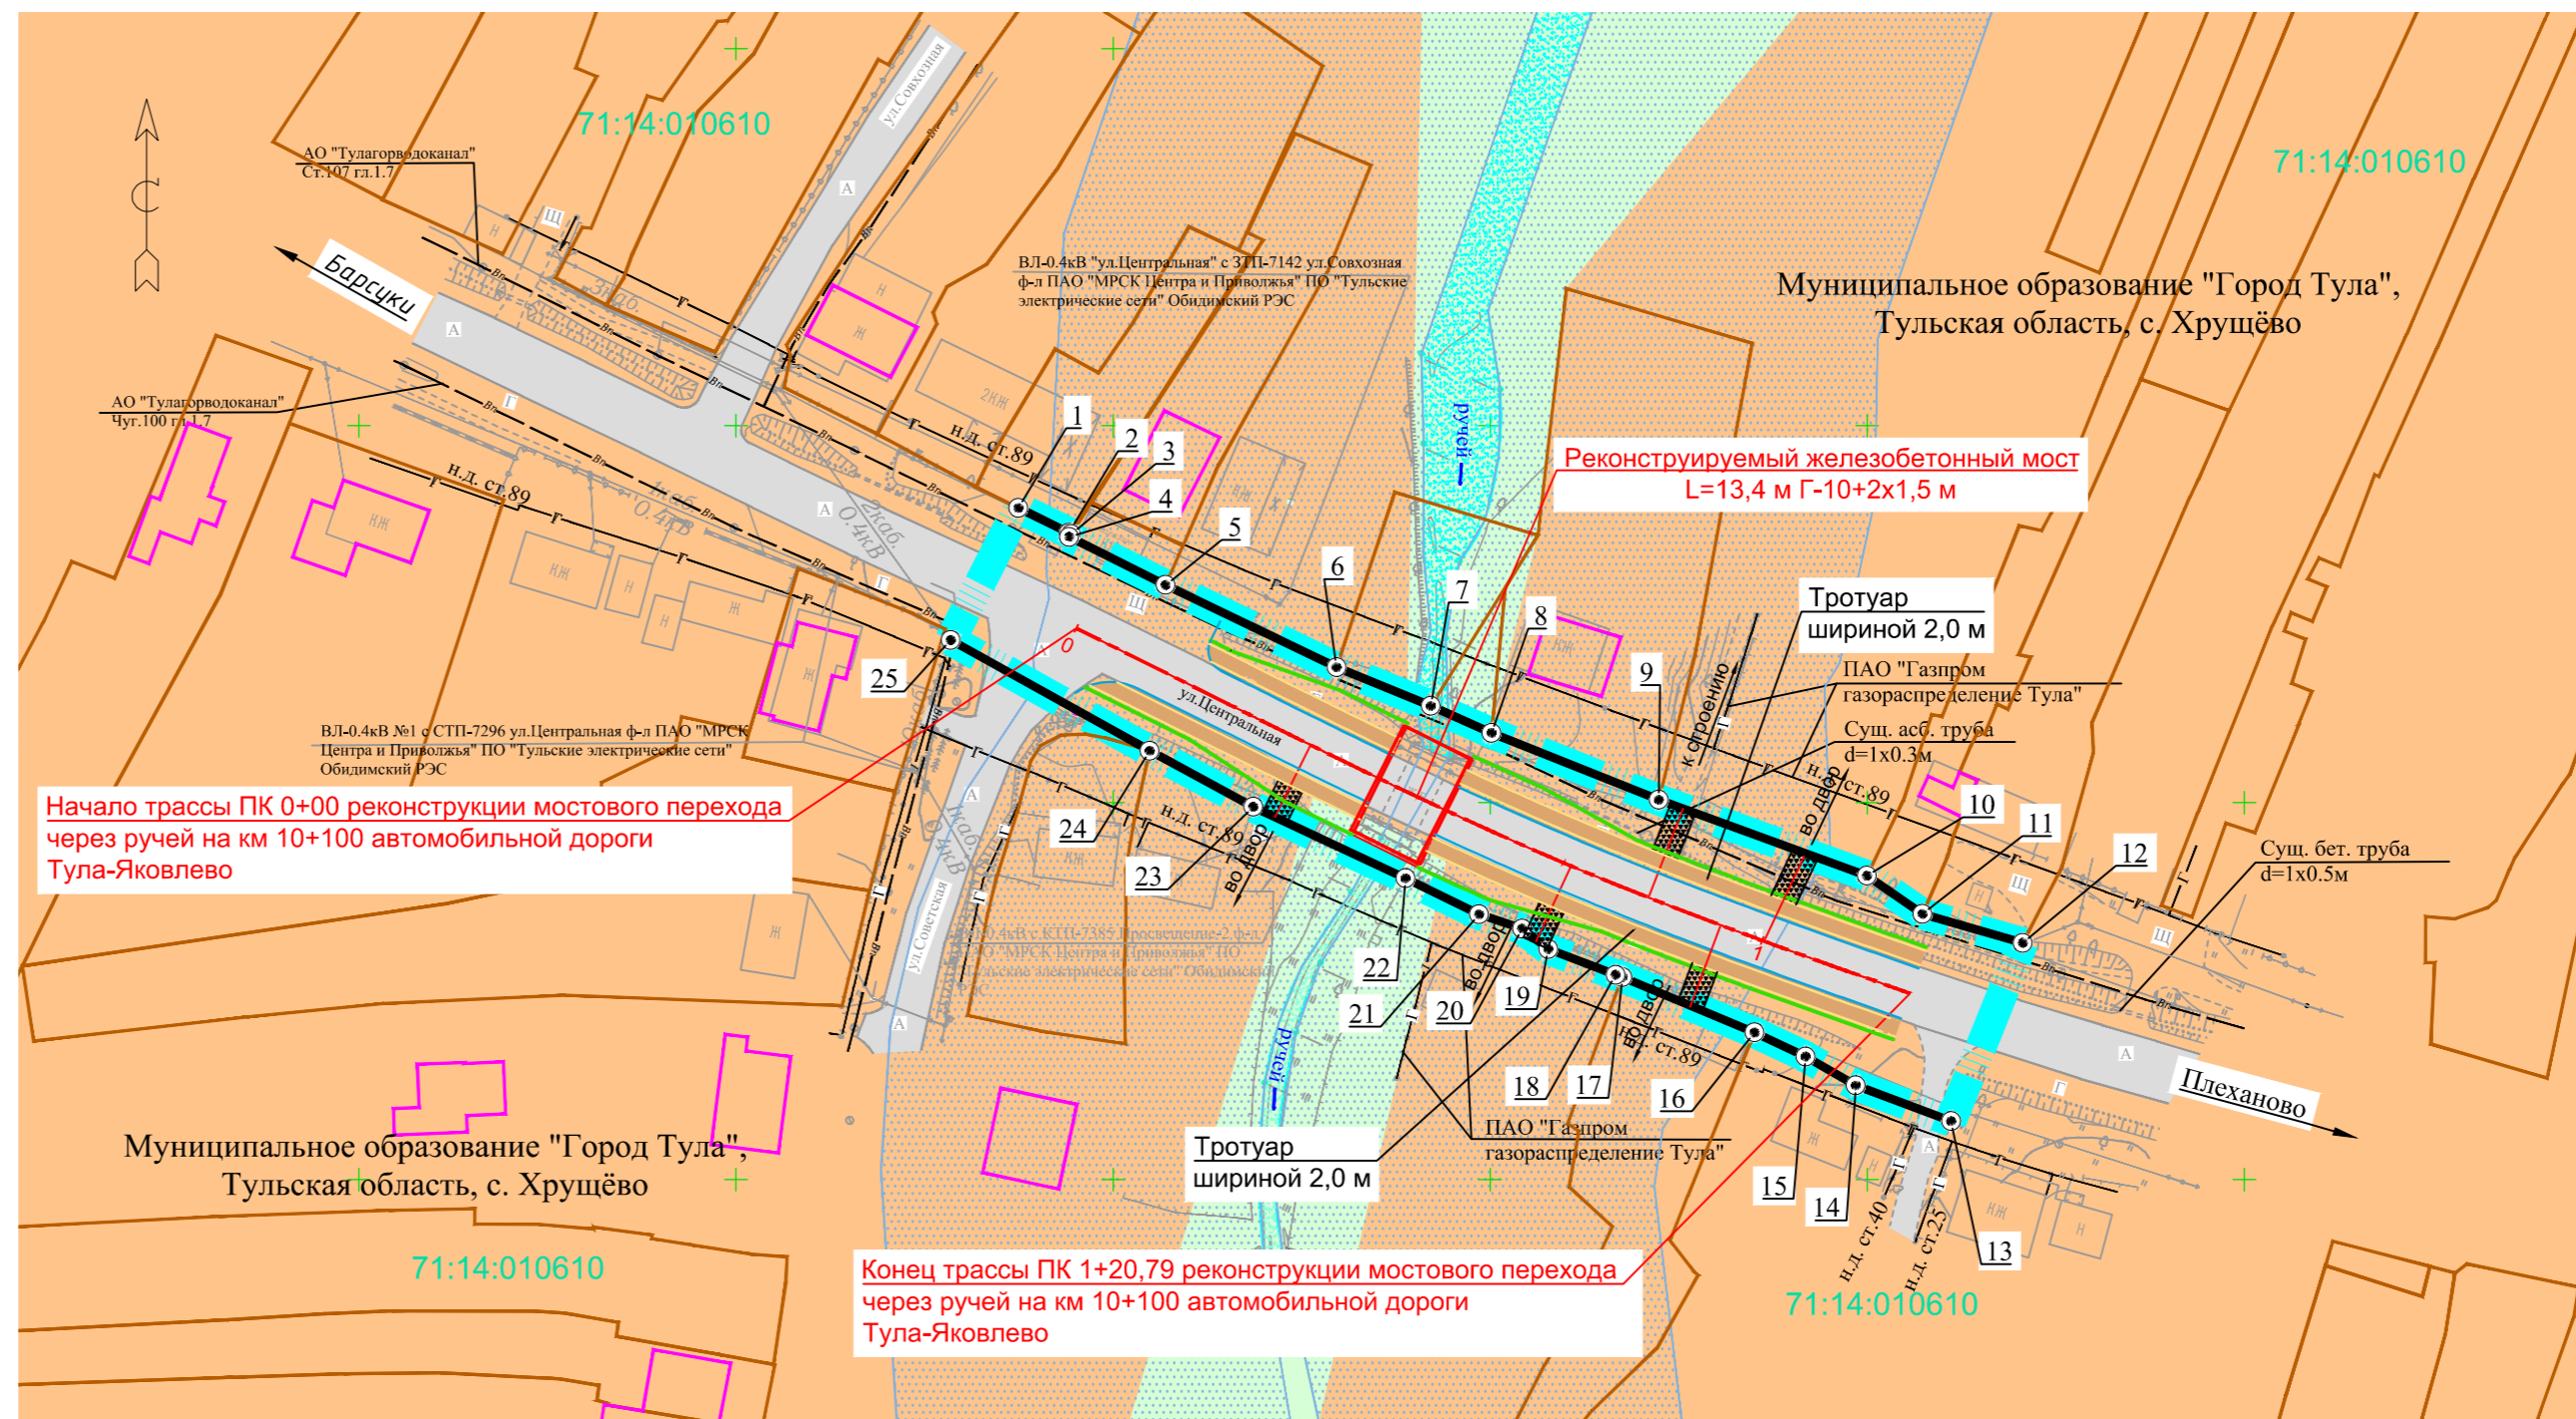 ул.Совхозная
71:14:010610
71:14:010610
АО "Тулагорводоканал"
Ст.107 гл.1.7
С
Барсуки
ВЛ-0.4кВ "ул.Центральная" с ЗТП-7142 ул.Совхозная
ф-л ПАО "МРСК Центра и Приволжья" ПО "Тульские
электрические сети" Обидимский РЭС
Муниципальное образование "Город Тула",
Тульская область, с. Хрущёво
АО "Тулагорводоканал"
Чуг.100 гл.1.7
3каб.
2КЖ
н.д. ст.89
н.д. ст.89
1каб.
0.4кВ
2каб.
0.4кВ
ручей
Реконструируемый железобетонный мост
L=13,4 м Г-10+2х1,5 м
1
2
3
4
5
6
7
8
9
Тротуар
шириной 2,0 м
ПАО "Газпром
газораспределение Тула"
Сущ. асб. труба
d=1х0.3м
к строению
н.д. ст.89
во двор
10
11
12
Сущ. бет. труба
d=1х0.5м
25
0
ул.Центральная
ВЛ-0.4кВ №1 с СТП-7296 ул.Центральная ф-л ПАО "МРСК
Центра и Приволжья" ПО "Тульские электрические сети"
Обидимский РЭС
Начало трассы ПК 0+00 реконструкции мостового перехода
через ручей на км 10+100 автомобильной дороги
Тула-Яковлево
24
23
н.д. ст.89
во двор
ул.Советская
22
21
20
19
18
17
16
15
14
13
1
во двор
во двор
н.д. ст.89
ручей
Плеханово
ПАО "Газпром
газораспределение Тула"
Тротуар
шириной 2,0 м
Муниципальное образование "Город Тула",
Тульская область, с. Хрущёво
н.д. ст.40
н.д. ст.25
71:14:010610
71:14:010610
Конец трассы ПК 1+20,79 реконструкции мостового перехода
через ручей на км 10+100 автомобильной дороги
Тула-Яковлево